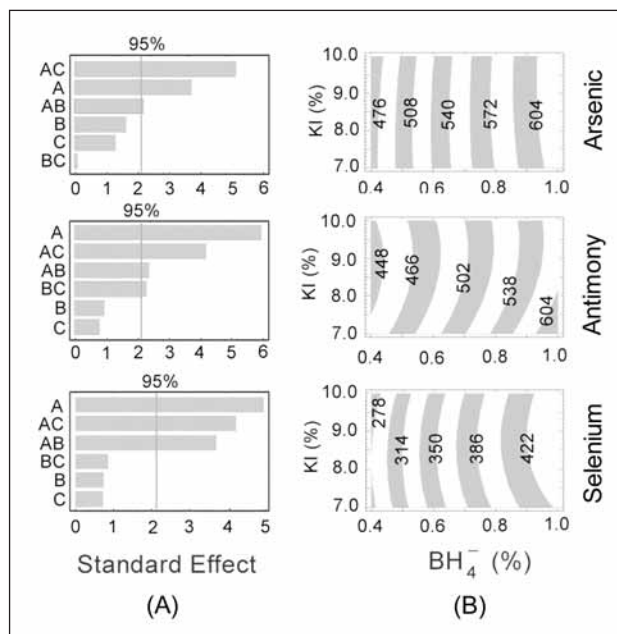 95%
AC
A
AB
B
C
BC
0 1 2 3 4 5 6
95%
A
AC
AB
BC
B
C
0 1 2 3 4 5 6
95%
A
AC
AB
BC
B
C
0 1 2 3 4 5
Standard Effect
(A)
10.0
9.0
8.0
7.0
KI (%)
476 508 540 572 604
0.4 0.6 0.8 1.0
Arsenic
10.0
9.0
8.0
7.0
KI (%)
448 466 502 538 604
0.4 0.6 0.8 1.0
Antimony
10.0
9.0
8.0
7.0
KI (%)
278 314 350 386 422
0.4 0.6 0.8 1.0
Selenium
BH₄⁻ (%)
(B)